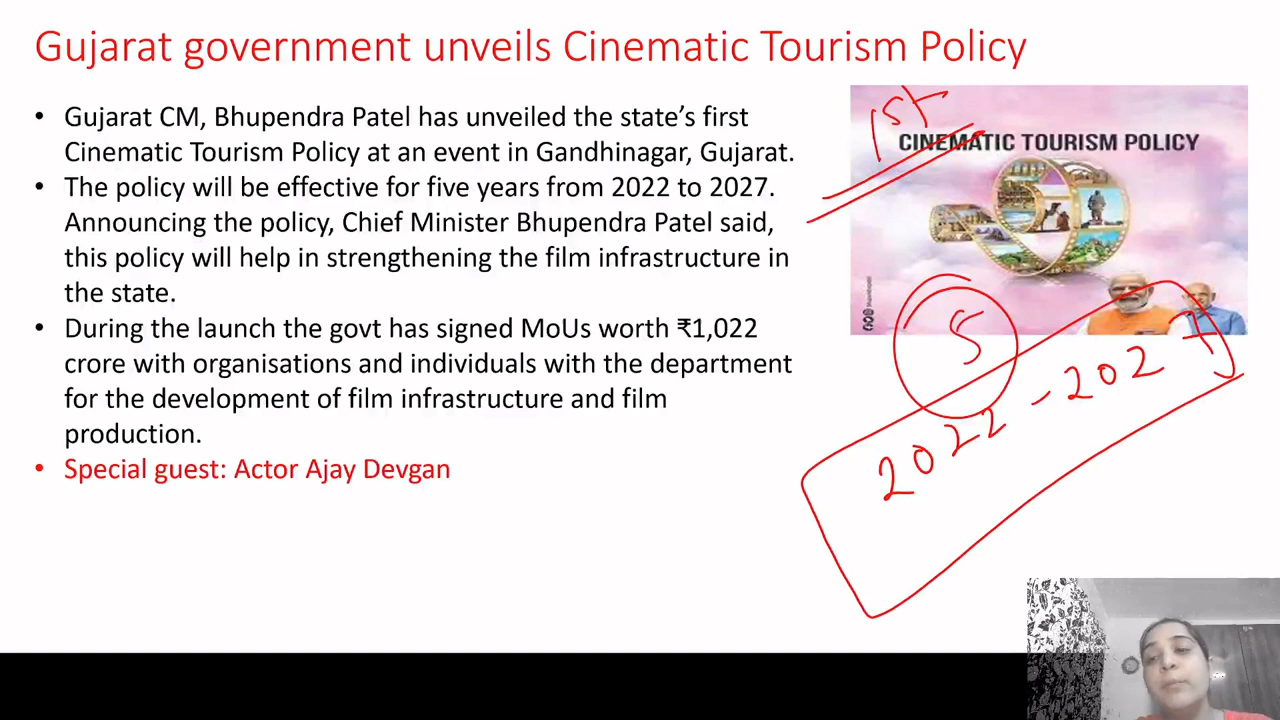 Gujarat government unveils Cinematic Tourism Policy
• Gujarat CM, Bhupendra Patel has unveiled the state's first
Cinematic Tourism Policy at an event in Gandhinagar, Gujarat.
• The policy will be effective for five years from 2022 to 2027.
Announcing the policy, Chief Minister Bhupendra Patel said,
this policy will help in strengthening the film infrastructure in
the state.
• During the launch the govt has signed MoUs worth ₹1,022
crore with organisations and individuals with the department
for the development of film infrastructure and film
production.
• Special guest: Actor Ajay Devgan
1st
CINEMATIC TOURISM POLICY
5
2022 - 2027